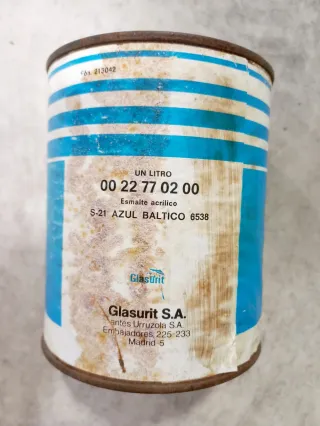 213042
UN LITRO
00 22 77 02 00
Esmalte acrílico
S-21 AZUL BALTICO 6538
Glasurit
Glasurit S.A.
antes Urruzola S.A.
Embajadores, 225-233
Madrid-5